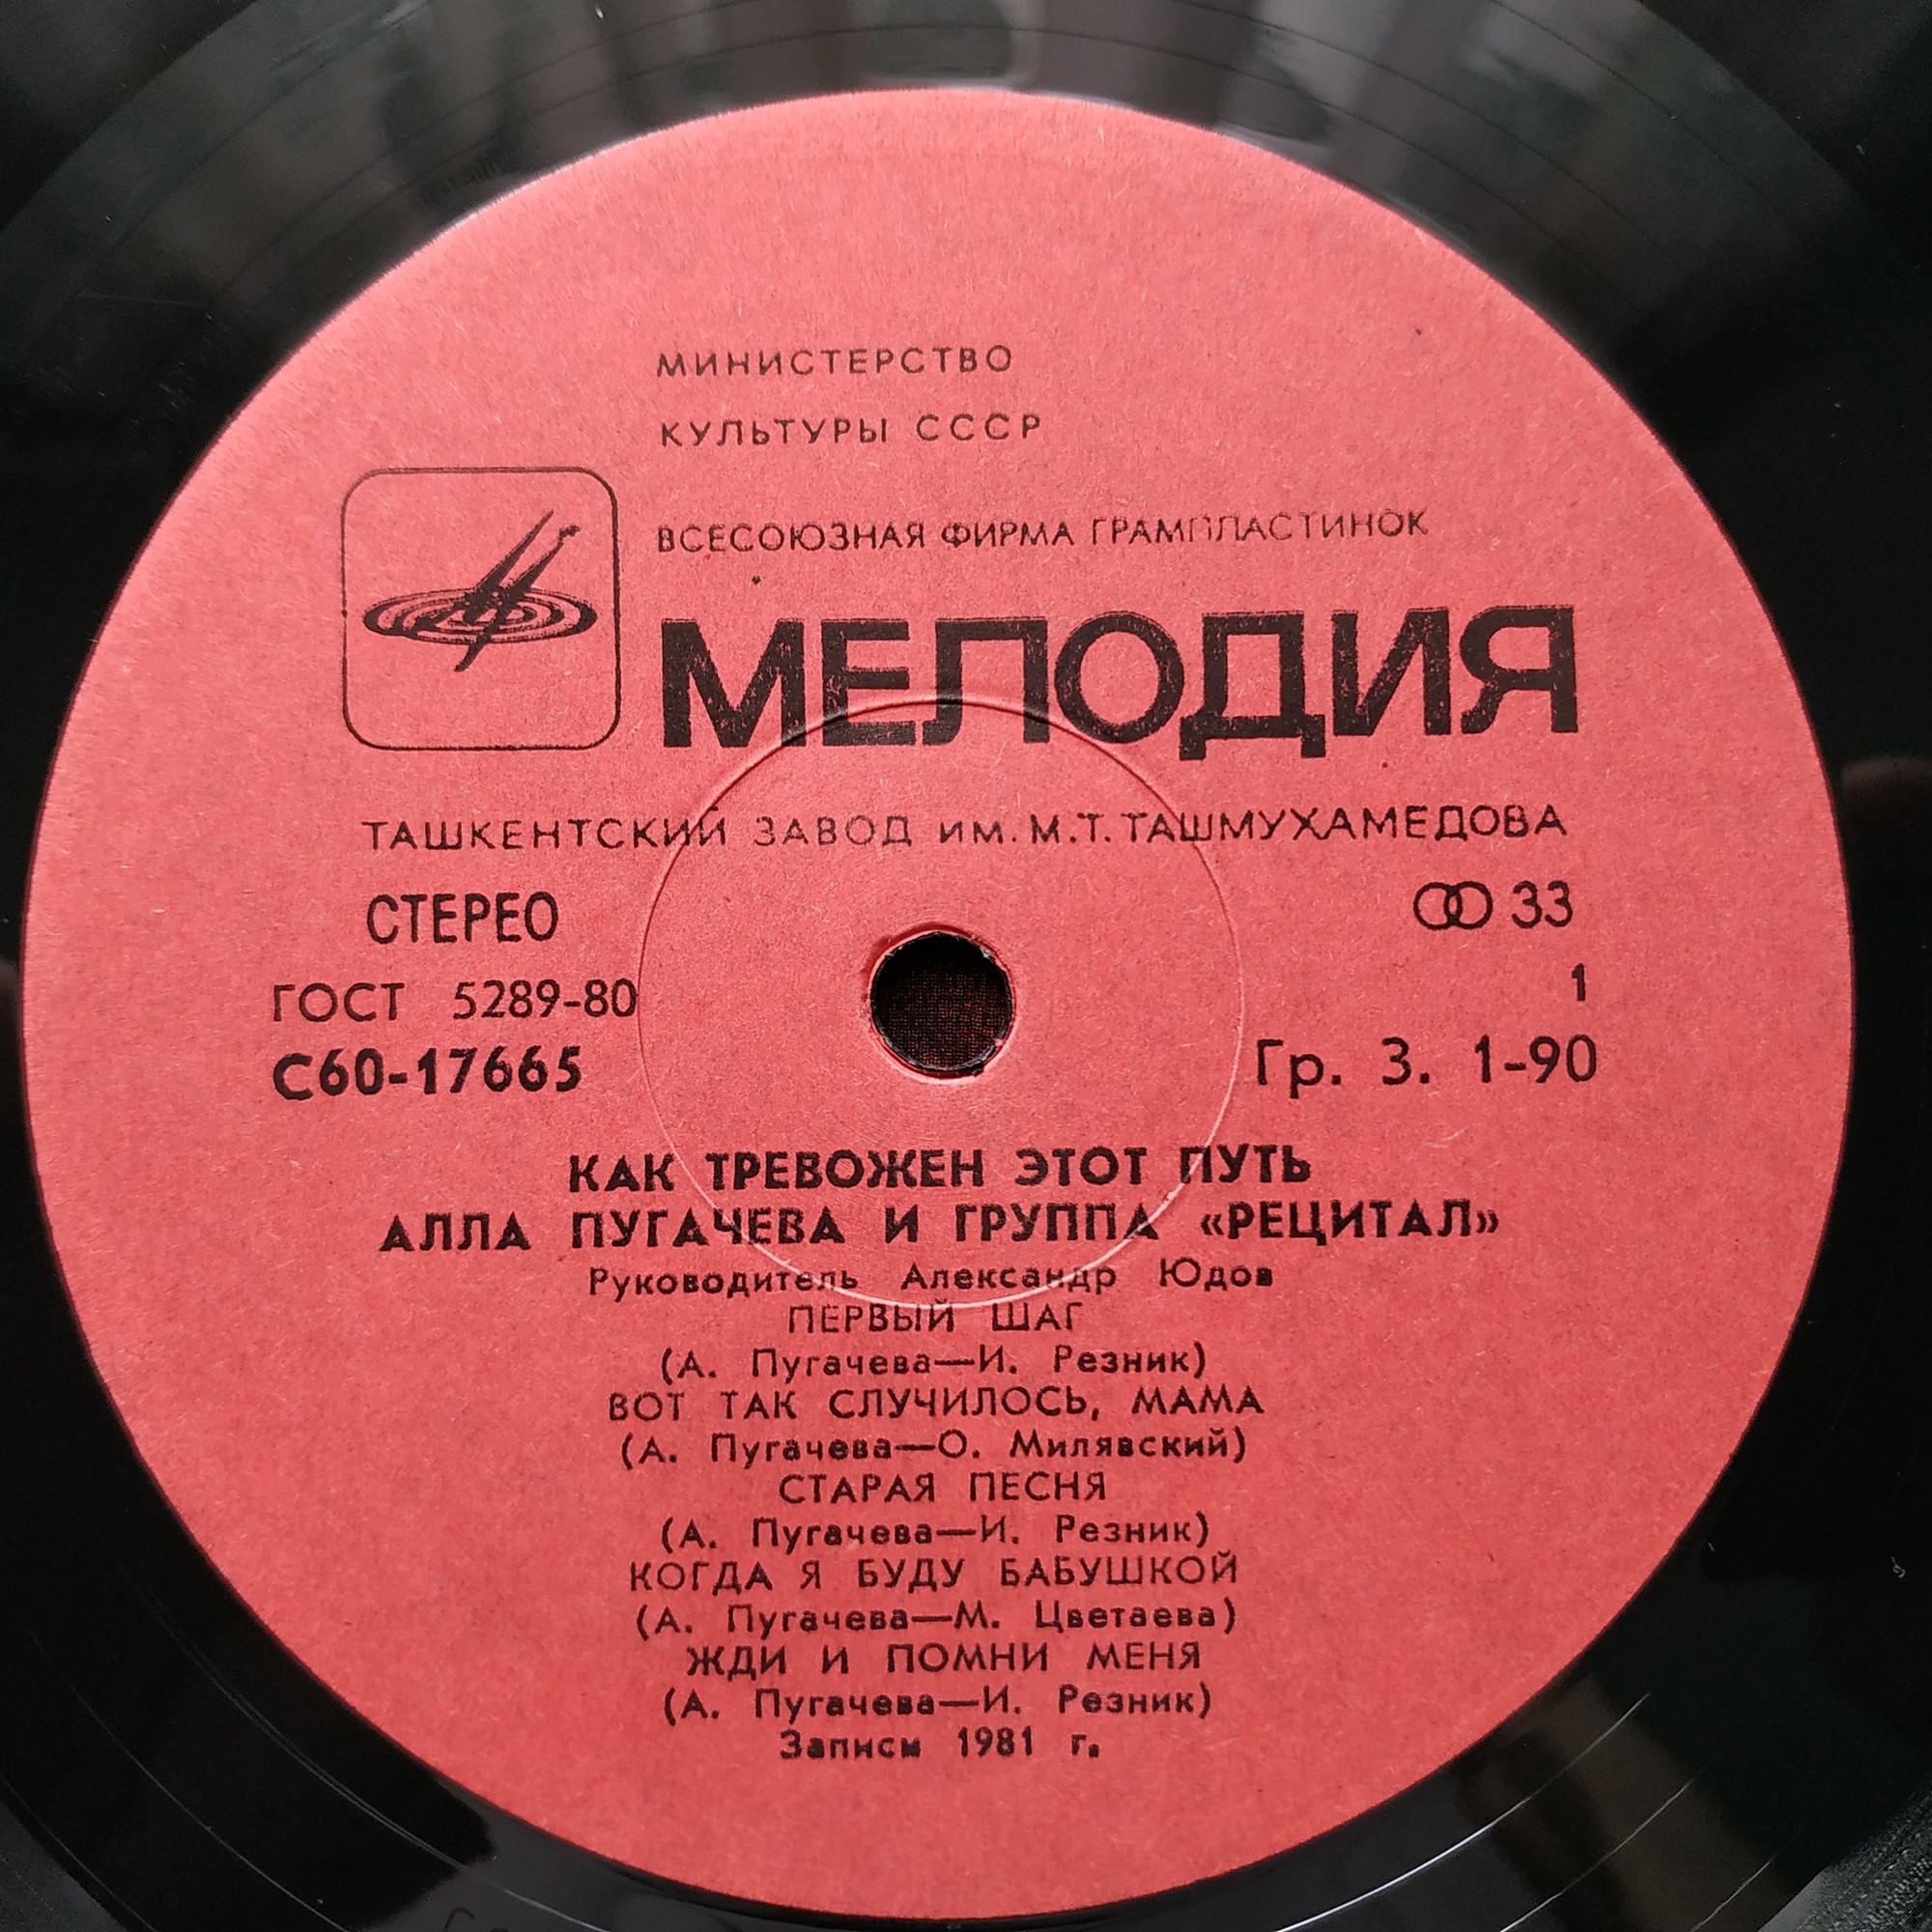 МИНИСТЕРСТВО
КУЛЬТУРЫ СССР
ВСЕСОЮЗНАЯ ФИРМА ГРАМПЛАСТИНОК
МЕЛОДИЯ
ТАШКЕНТСКИЙ ЗАВОД ИМ. М.Т. ТАШМУХАМЕДОВА
СТЕРЕО 33
ГОСТ 5289-80 1
С60-17665 Гр. 3. 1-90
КАК ТРЕВОЖЕН ЭТОТ ПУТЬ
АЛЛА ПУГАЧЕВА И ГРУППА «РЕЦИТАЛ»
Руководитель Александр Юдов
ПЕРВЫЙ ШАГ
(А. Пугачева—И. Резник)
ВОТ ТАК СЛУЧИЛОСЬ, МАМА
(А. Пугачева—О. Милявский)
СТАРАЯ ПЕСНЯ
(А. Пугачева—И. Резник)
КОГДА Я БУДУ БАБУШКОЙ
(А. Пугачева—М. Цветаева)
ЖДИ И ПОМНИ МЕНЯ
(А. Пугачева—И. Резник)
Записи 1981 г.